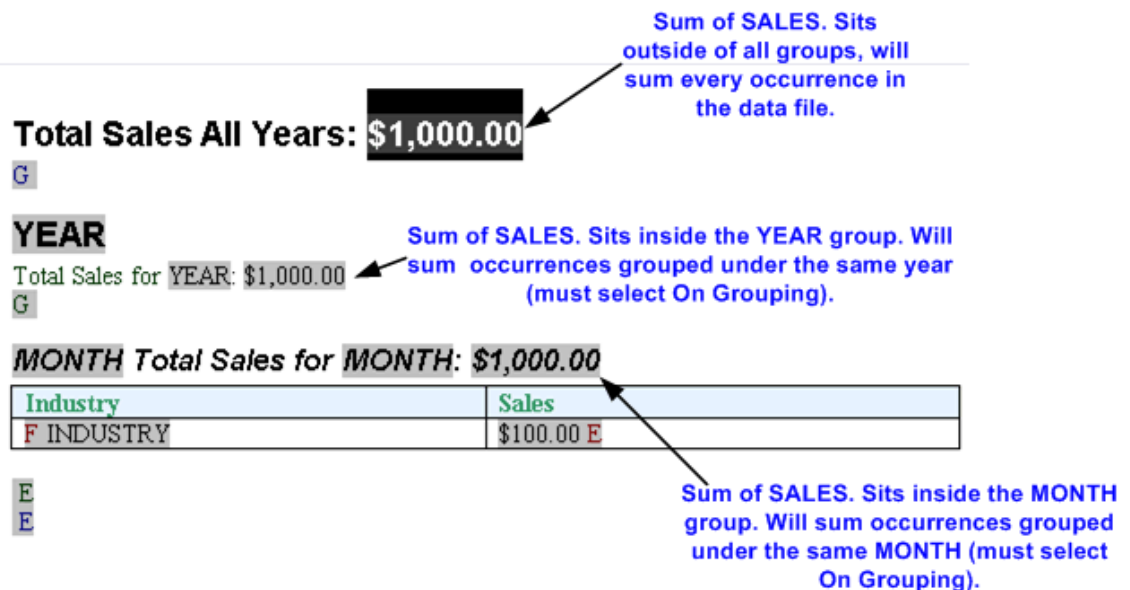 Sum of SALES. Sits
outside of all groups, will
sum every occurrence in
the data file.
Total Sales All Years: $1,000.00
G
YEAR
Total Sales for YEAR: $1,000.00
G
Sum of SALES. Sits inside the YEAR group. Will
sum occurrences grouped under the same year
(must select On Grouping).
MONTH Total Sales for MONTH: $1,000.00
Industry Sales
F INDUSTRY $100.00 E
E
E
Sum of SALES. Sits inside the MONTH
group. Will sum occurrences grouped
under the same MONTH (must select
On Grouping).